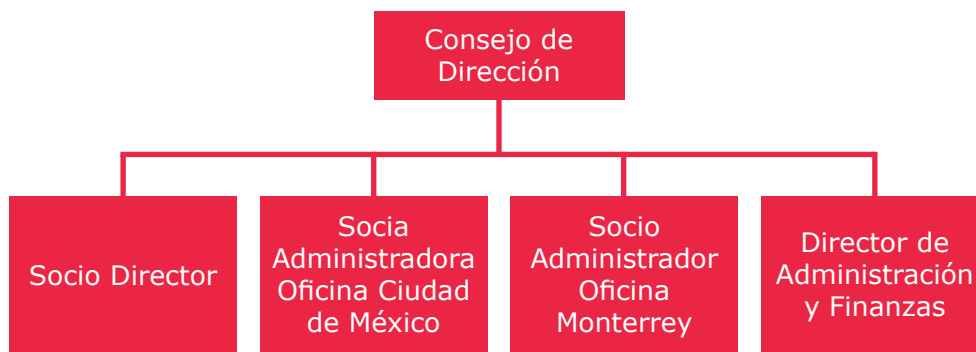 Consejo de
Dirección
Socio Director
Socia
Administradora
Oficina Ciudad
de México
Socio
Administrador
Oficina
Monterrey
Director de
Administración
y Finanzas